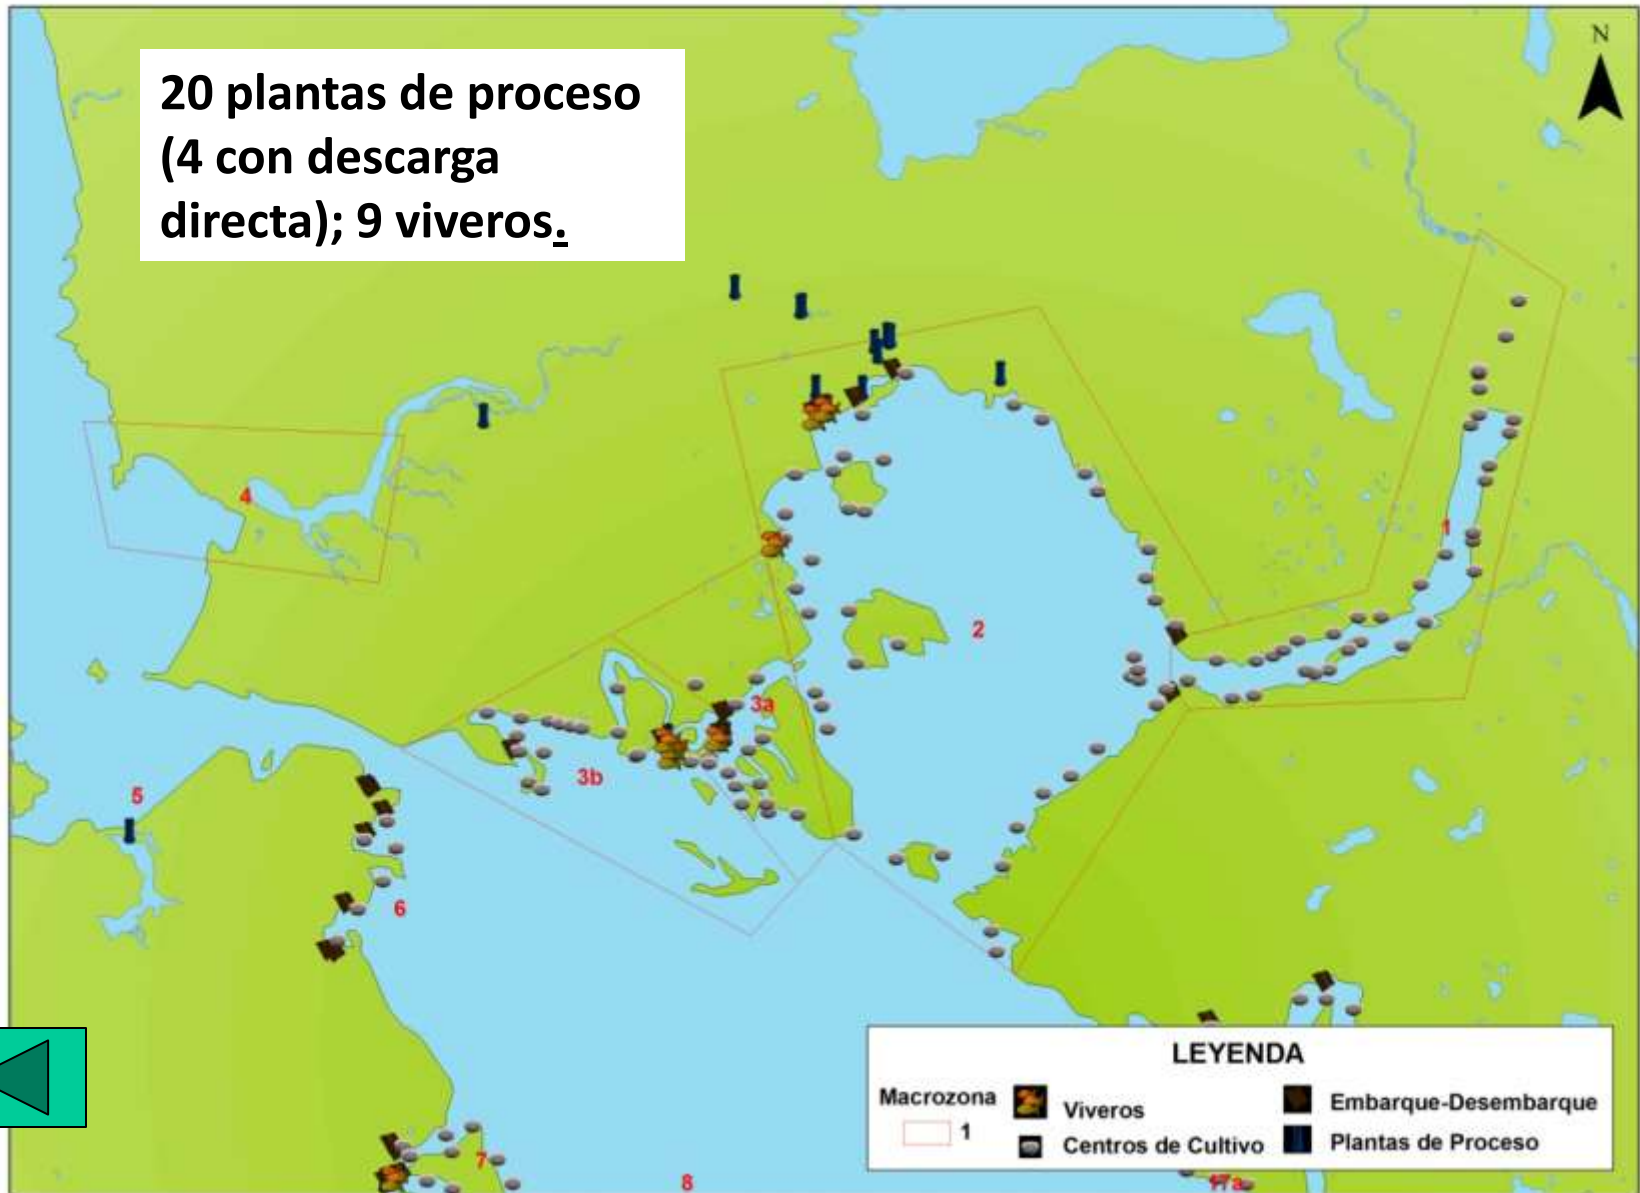 20 plantas de proceso
(4 con descarga
directa); 9 viveros.
N
4
1
2
3a
3b
5
6
7
8
17a
LEYENDA
Macrozona
1
Viveros
Centros de Cultivo
Embarque-Desembarque
Plantas de Proceso